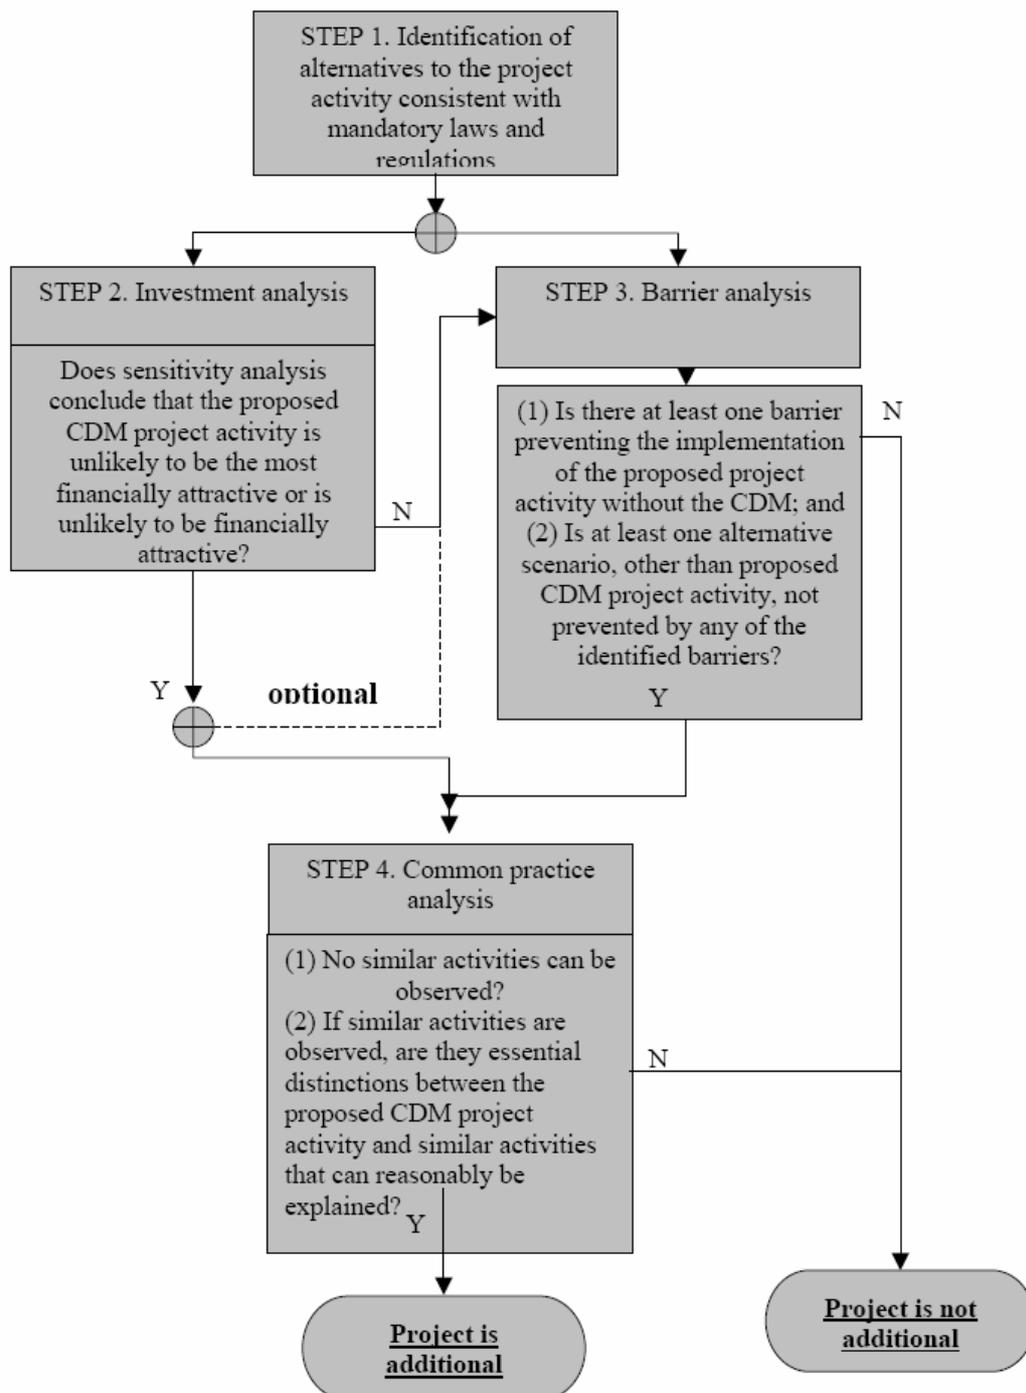 STEP 1. Identification of
alternatives to the project
activity consistent with
mandatory laws and
regulations
STEP 2. Investment analysis
Does sensitivity analysis
conclude that the proposed
CDM project activity is
unlikely to be the most
financially attractive or is
unlikely to be financially
attractive?
N
Y
optional
STEP 3. Barrier analysis
(1) Is there at least one barrier
preventing the implementation
of the proposed project
activity without the CDM; and
(2) Is at least one alternative
scenario, other than proposed
CDM project activity, not
prevented by any of the
identified barriers?
N
Y
STEP 4. Common practice
analysis
(1) No similar activities can be
observed?
(2) If similar activities are
observed, are they essential
distinctions between the
proposed CDM project
activity and similar activities
that can reasonably be
explained?
N
Y
Project is
additional
Project is not
additional